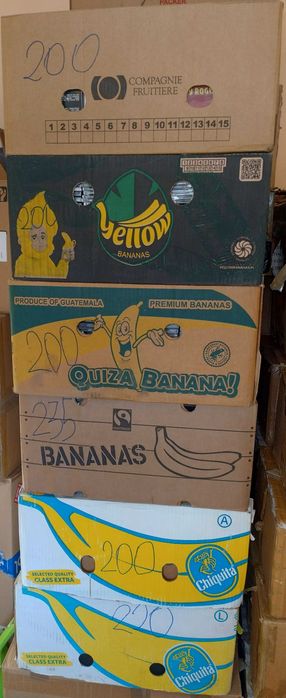 200
COMPAGNIE
FRUITIERE
1 2 3 4 5 6 7 8 9 10 11 12 13 14 15
200
Yellow
BANANAS
PRODUCE OF GUATEMALA
PREMIUM BANANAS
200
QUIZA BANANA!
235
BANANAS
A
SELECTED QUALITY
CLASS EXTRA
200
Chiquita
L
220
SELECTED QUALITY
CLASS EXTRA
Chiquita